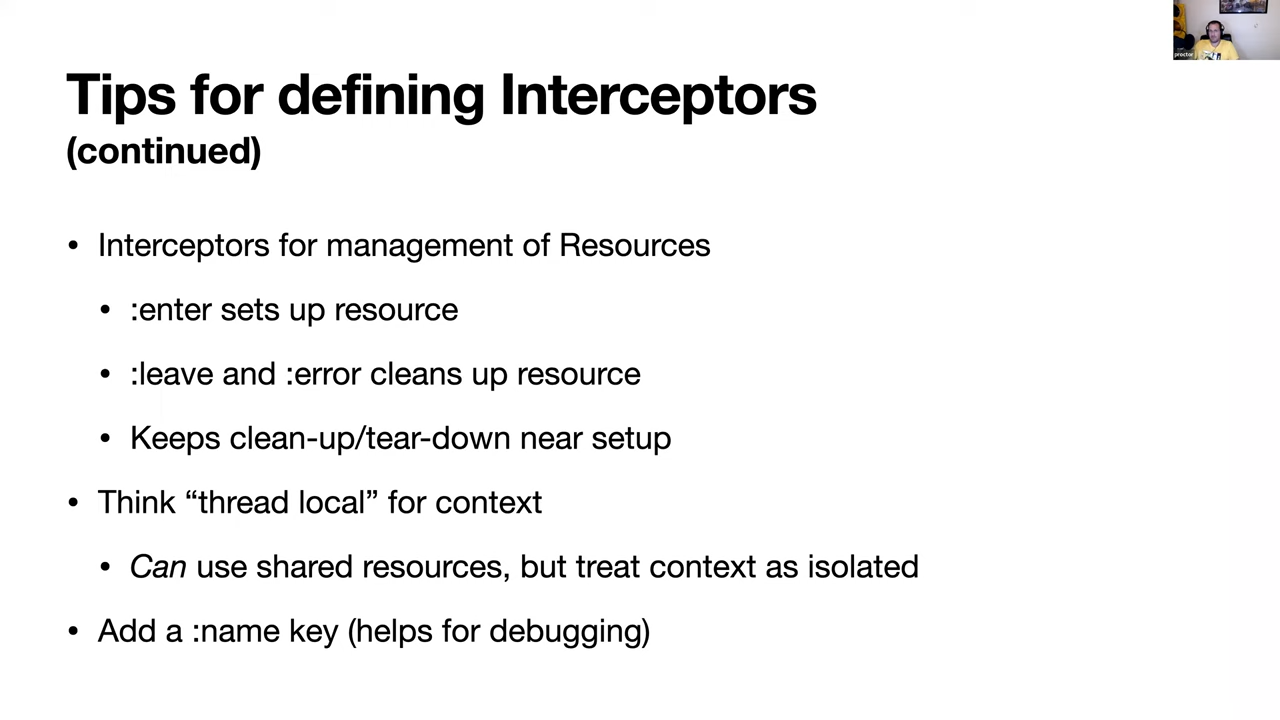 Tips for defining Interceptors
(continued)
• Interceptors for management of Resources
• :enter sets up resource
• :leave and :error cleans up resource
• Keeps clean-up/tear-down near setup
• Think “thread local” for context
• Can use shared resources, but treat context as isolated
• Add a :name key (helps for debugging)
proctor